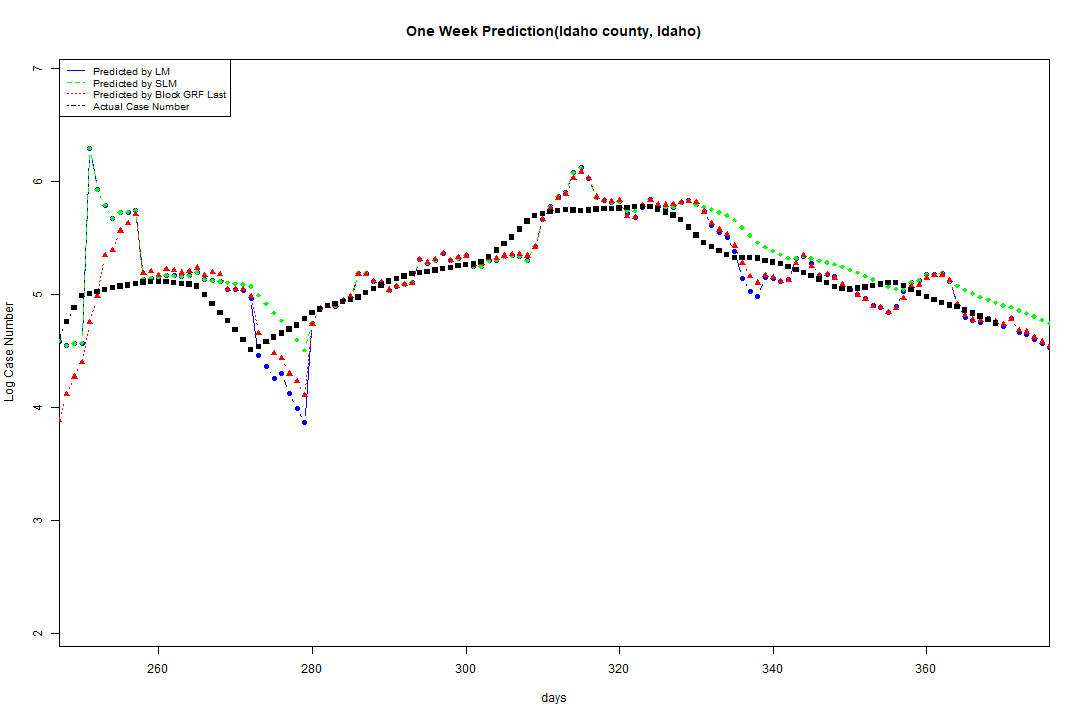 One Week Prediction(Idaho county, Idaho)
Predicted by LM
Predicted by SLM
Predicted by Block GRF Last
Actual Case Number
7
6
5
4
3
2
Log Case Number
260 280 300 320 340 360
days